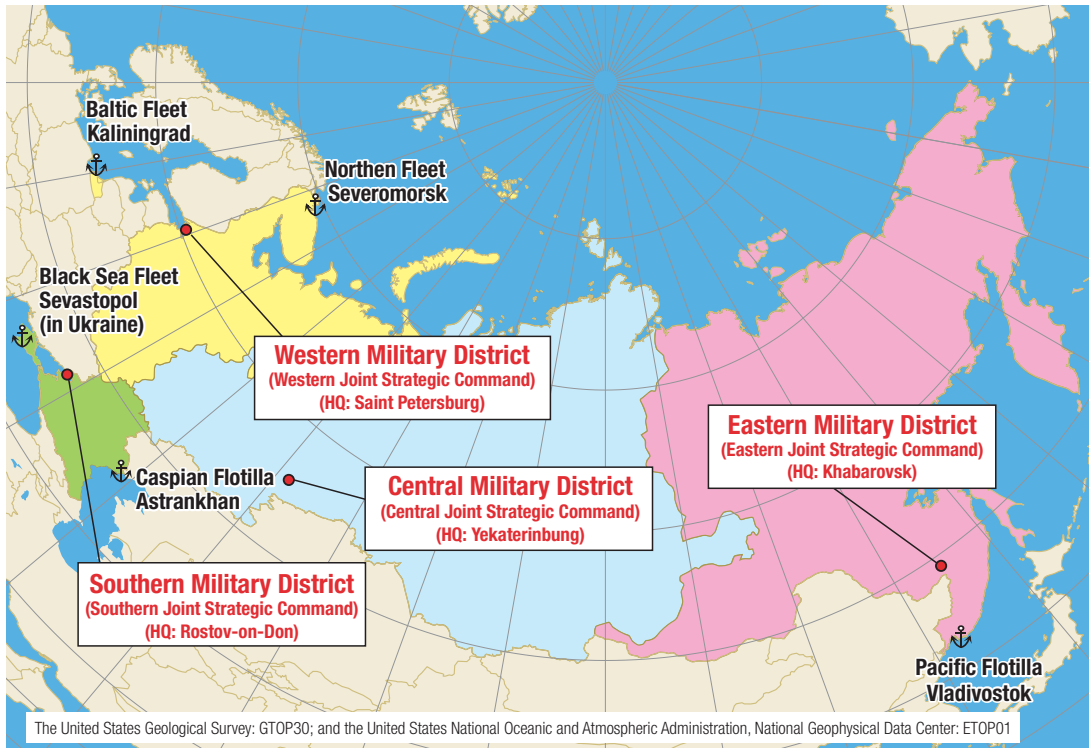 Baltic Fleet
Kaliningrad
Northen Fleet
Severomorsk
Black Sea Fleet
Sevastopol
(in Ukraine)
Western Military District
(Western Joint Strategic Command)
(HQ: Saint Petersburg)
Eastern Military District
(Eastern Joint Strategic Command)
(HQ: Khabarovsk)
Caspian Flotilla
Astrankhan
Central Military District
(Central Joint Strategic Command)
(HQ: Yekaterinbung)
Southern Military District
(Southern Joint Strategic Command)
(HQ: Rostov-on-Don)
Pacific Flotilla
Vladivostok
The United States Geological Survey: GTOP30; and the United States National Oceanic and Atmospheric Administration, National Geophysical Data Center: ETOP01